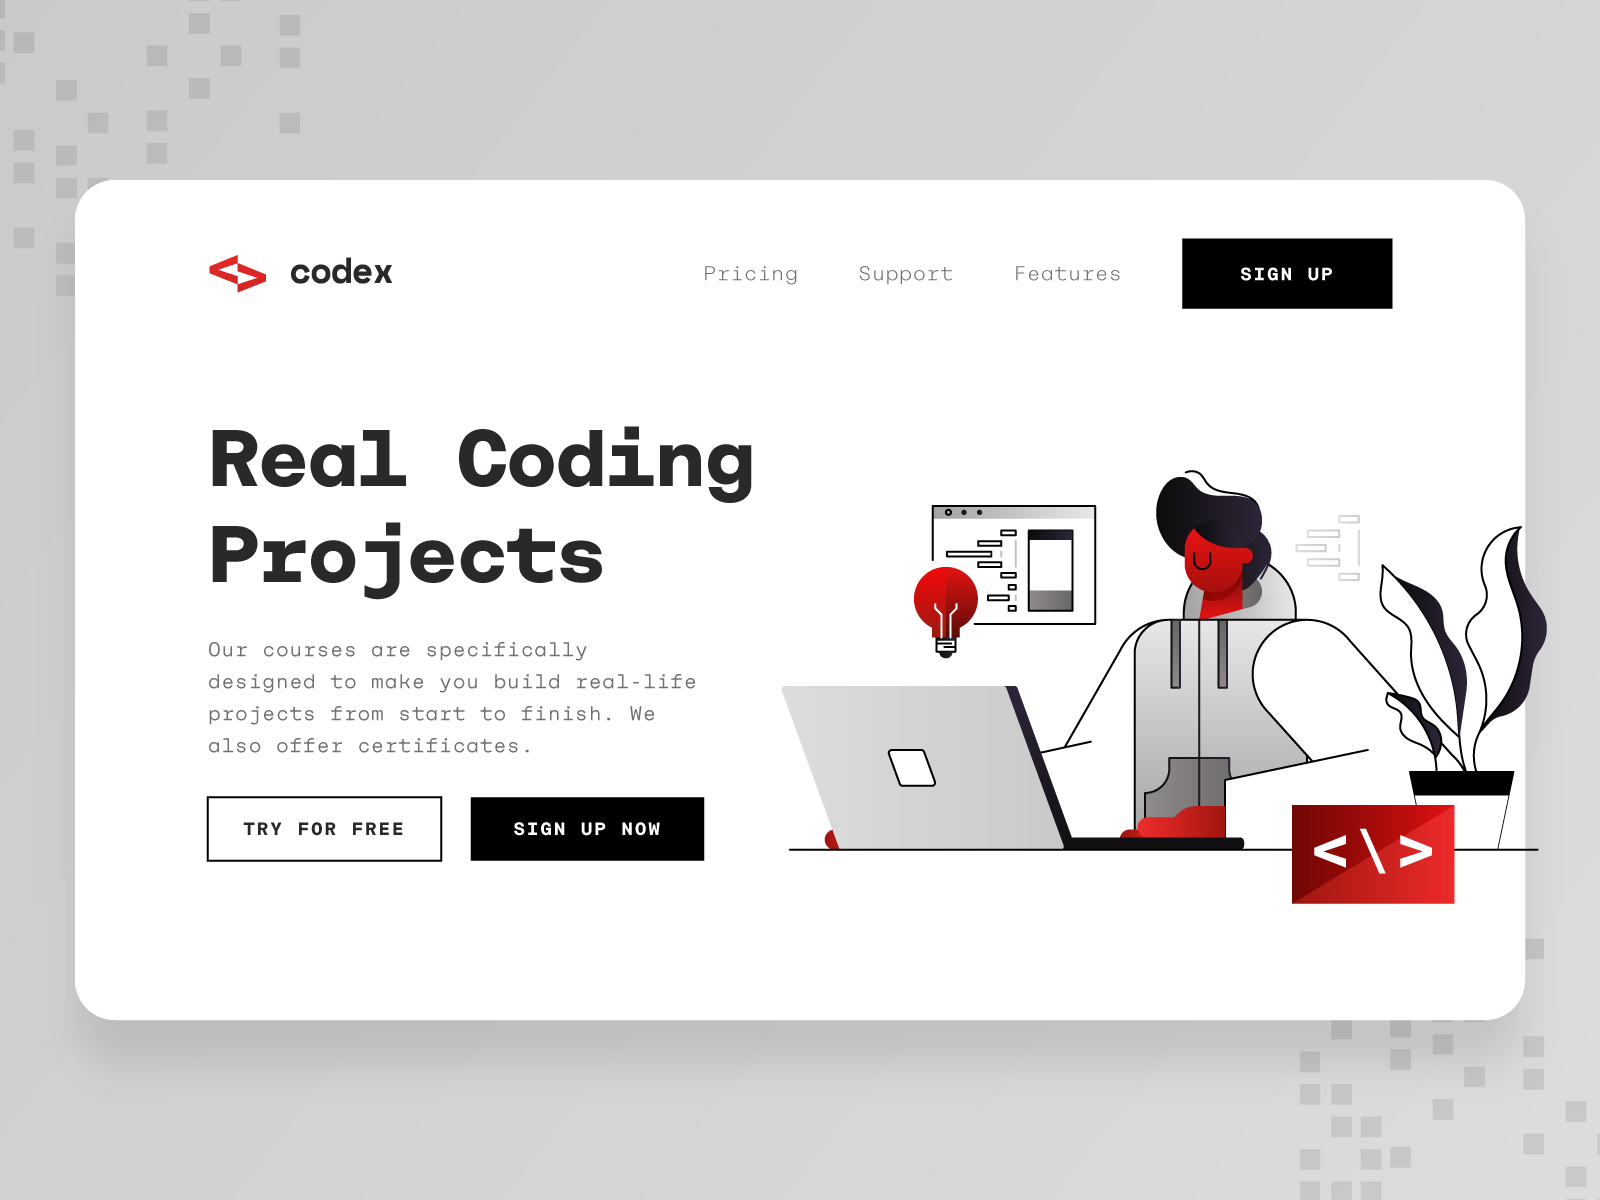 codex
Pricing Support Features SIGN UP
Real Coding
Projects
Our courses are specifically
designed to make you build real-life
projects from start to finish. We
also offer certificates.
TRY FOR FREE SIGN UP NOW
<\>